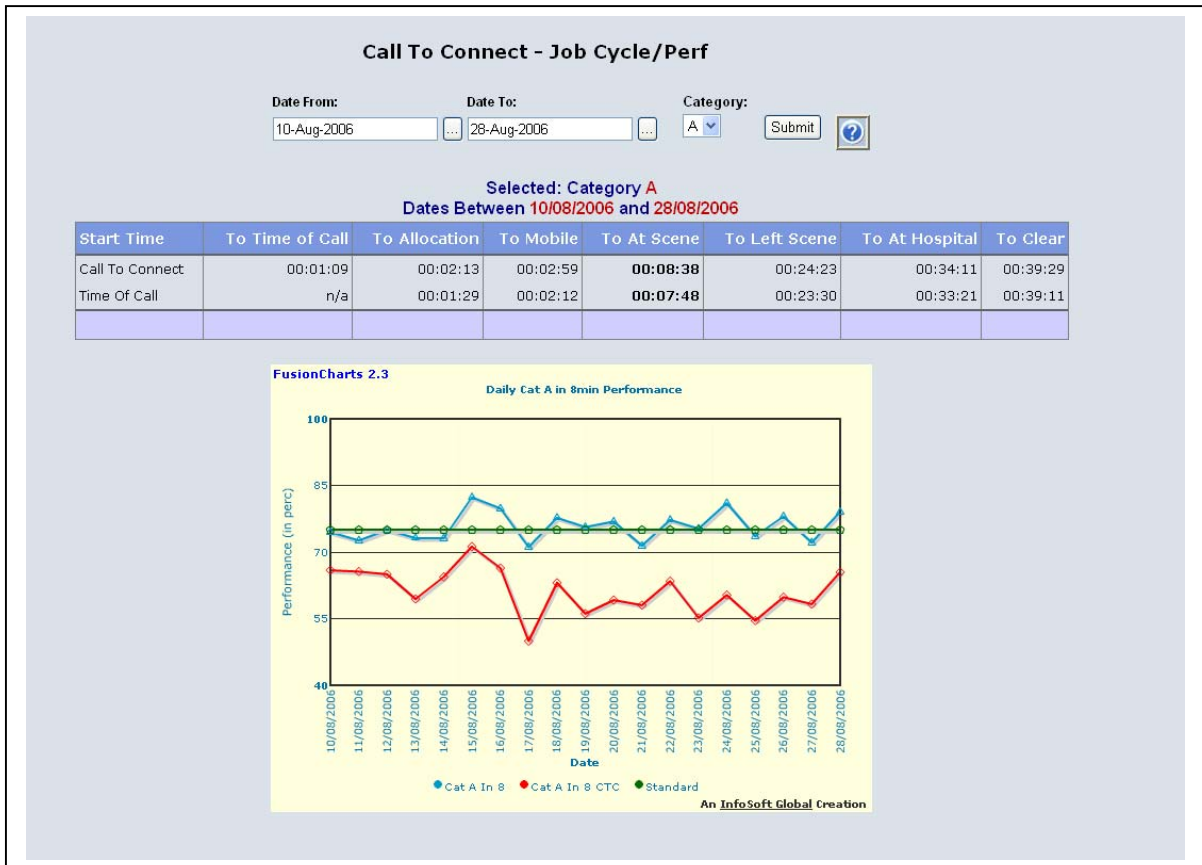 Call To Connect - Job Cycle/Perf
Date From: Date To: Category:
10-Aug-2006 ... 28-Aug-2006 ... A Submit ?
Selected: Category A
Dates Between 10/08/2006 and 28/08/2006
Start Time To Time of Call To Allocation To Mobile To At Scene To Left Scene To At Hospital To Clear
Call To Connect 00:01:09 00:02:13 00:02:59 00:08:38 00:24:23 00:34:11 00:39:29
Time Of Call n/a 00:01:29 00:02:12 00:07:48 00:23:30 00:33:21 00:39:11
FusionCharts 2.3
Daily Cat A in 8min Performance
100
85
70
55
40
Performance (in perc)
10/08/2006
11/08/2006
12/08/2006
13/08/2006
14/08/2006
15/08/2006
16/08/2006
17/08/2006
18/08/2006
19/08/2006
20/08/2006
21/08/2006
22/08/2006
23/08/2006
24/08/2006
25/08/2006
26/08/2006
27/08/2006
28/08/2006
Date
Cat A In 8 Cat A In 8 CTC Standard
An InfoSoft Global Creation